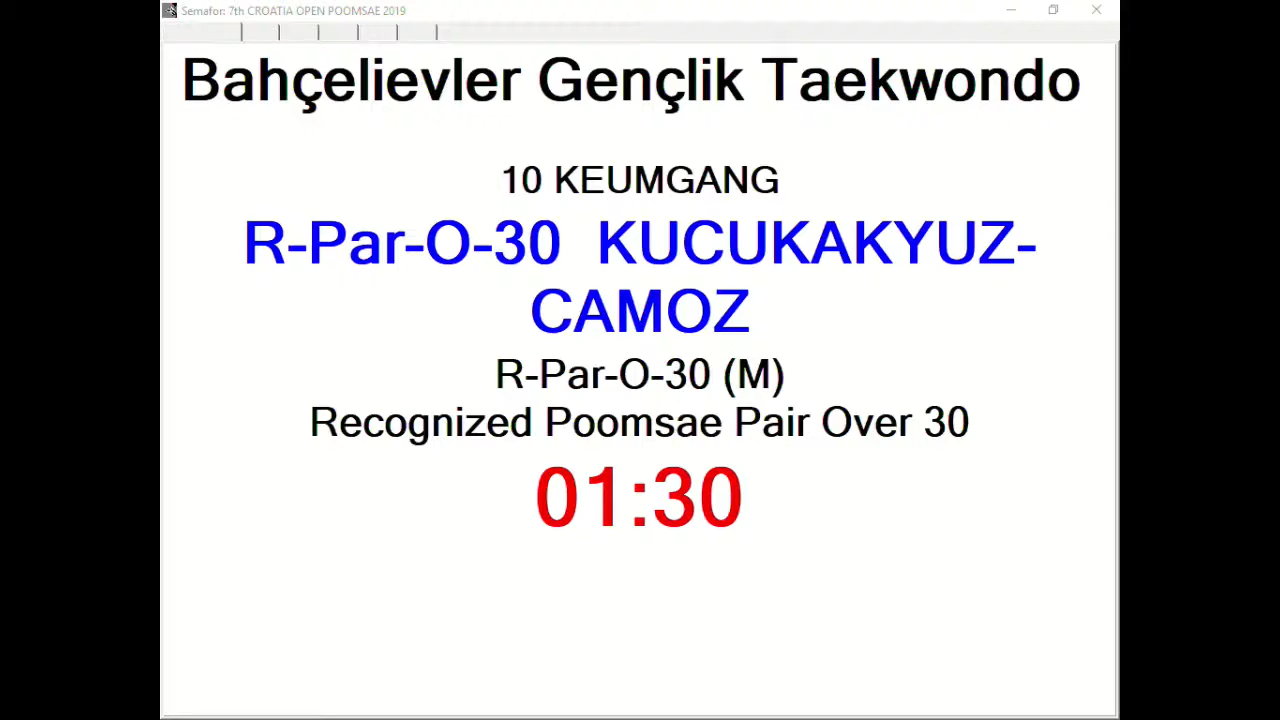 Semafor: 7th CROATIA OPEN POOMSAE 2019
Bahçelievler Gençlik Taekwondo
10 KEUMGANG
R-Par-O-30 KUCUKAKYUZ-
CAMOZ
R-Par-O-30 (M)
Recognized Poomsae Pair Over 30
01:30